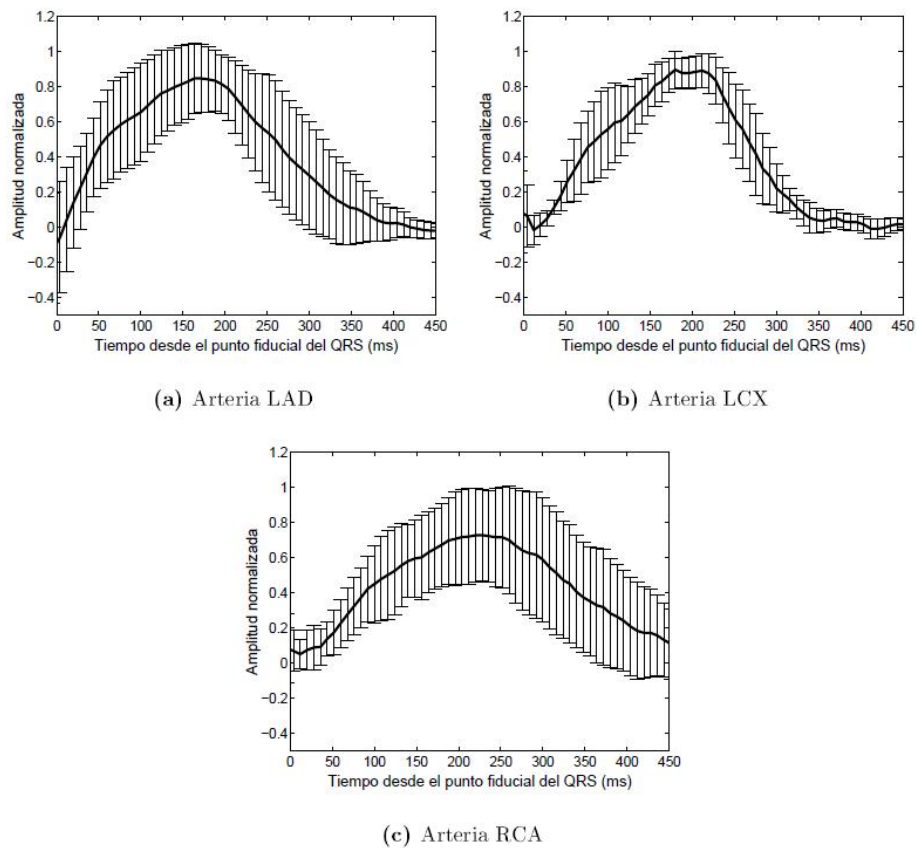 1.2
1
0.8
0.6
0.4
0.2
0
−0.2
−0.4
0 50 100 150 200 250 300 350 400 450
Amplitud normalizada
Tiempo desde el punto fiducial del QRS (ms)
(a) Arteria LAD
1.2
1
0.8
0.6
0.4
0.2
0
−0.2
−0.4
0 50 100 150 200 250 300 350 400 450
Amplitud normalizada
Tiempo desde el punto fiducial del QRS (ms)
(b) Arteria LCX
1.2
1
0.8
0.6
0.4
0.2
0
−0.2
−0.4
0 50 100 150 200 250 300 350 400 450
Amplitud normalizada
Tiempo desde el punto fiducial del QRS (ms)
(c) Arteria RCA